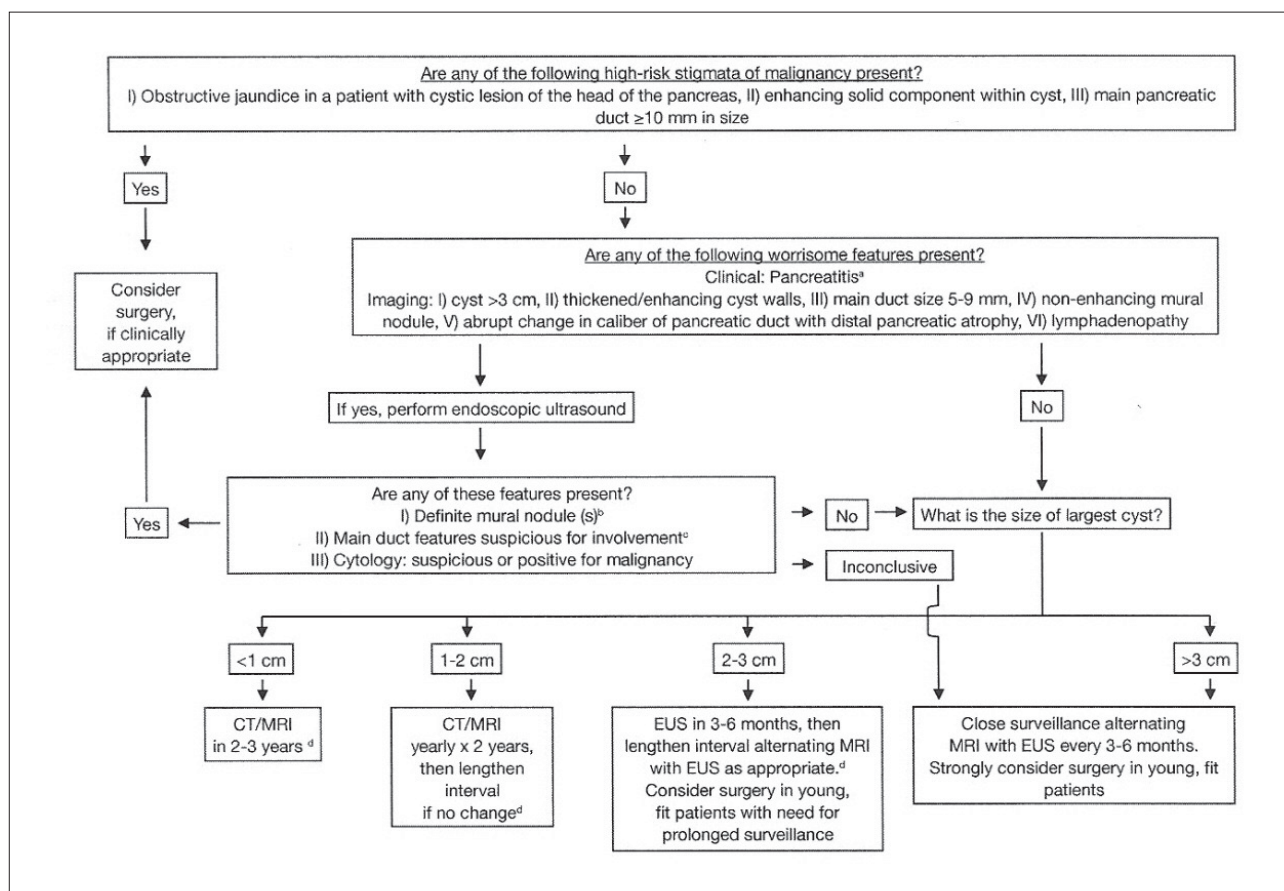 Are any of the following high-risk stigmata of malignancy present?
I) Obstructive jaundice in a patient with cystic lesion of the head of the pancreas, II) enhancing solid component within cyst, III) main pancreatic
duct ≥10 mm in size
Yes
No
Are any of the following worrisome features present?
Clinical: Pancreatitisᵃ
Imaging: I) cyst >3 cm, II) thickened/enhancing cyst walls, III) main duct size 5-9 mm, IV) non-enhancing mural
nodule, V) abrupt change in caliber of pancreatic duct with distal pancreatic atrophy, VI) lymphadenopathy
Consider
surgery,
if clinically
appropriate
If yes, perform endoscopic ultrasound
No
Are any of these features present?
I) Definite mural nodule (s)ᵇ
II) Main duct features suspicious for involvementᶜ
III) Cytology: suspicious or positive for malignancy
Yes
No
What is the size of largest cyst?
Inconclusive
<1 cm
1-2 cm
2-3 cm
>3 cm
CT/MRI
in 2-3 years ᵈ
CT/MRI
yearly x 2 years,
then lengthen
interval
if no changeᵈ
EUS in 3-6 months, then
lengthen interval alternating MRI
with EUS as appropriate.ᵈ
Consider surgery in young,
fit patients with need for
prolonged surveillance
Close surveillance alternating
MRI with EUS every 3-6 months.
Strongly consider surgery in young, fit
patients